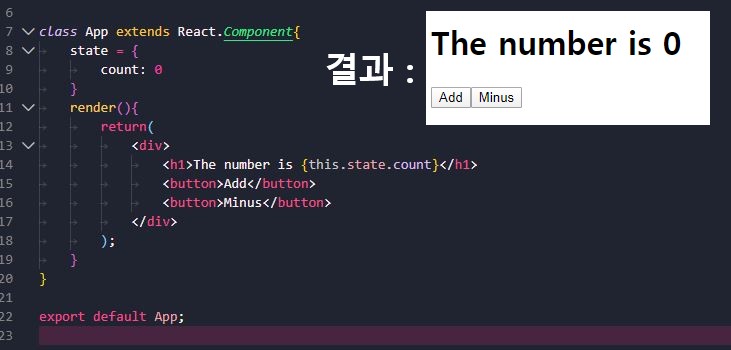 6
7 class App extends React.Component{
8 state = {
9 count: 0
10 }
11 render(){
12 return(
13 <div>
14 <h1>The number is {this.state.count}</h1>
15 <button>Add</button>
16 <button>Minus</button>
17 </div>
18 );
19 }
20 }
21
22 export default App;
23
결과 :
The number is 0
Add Minus